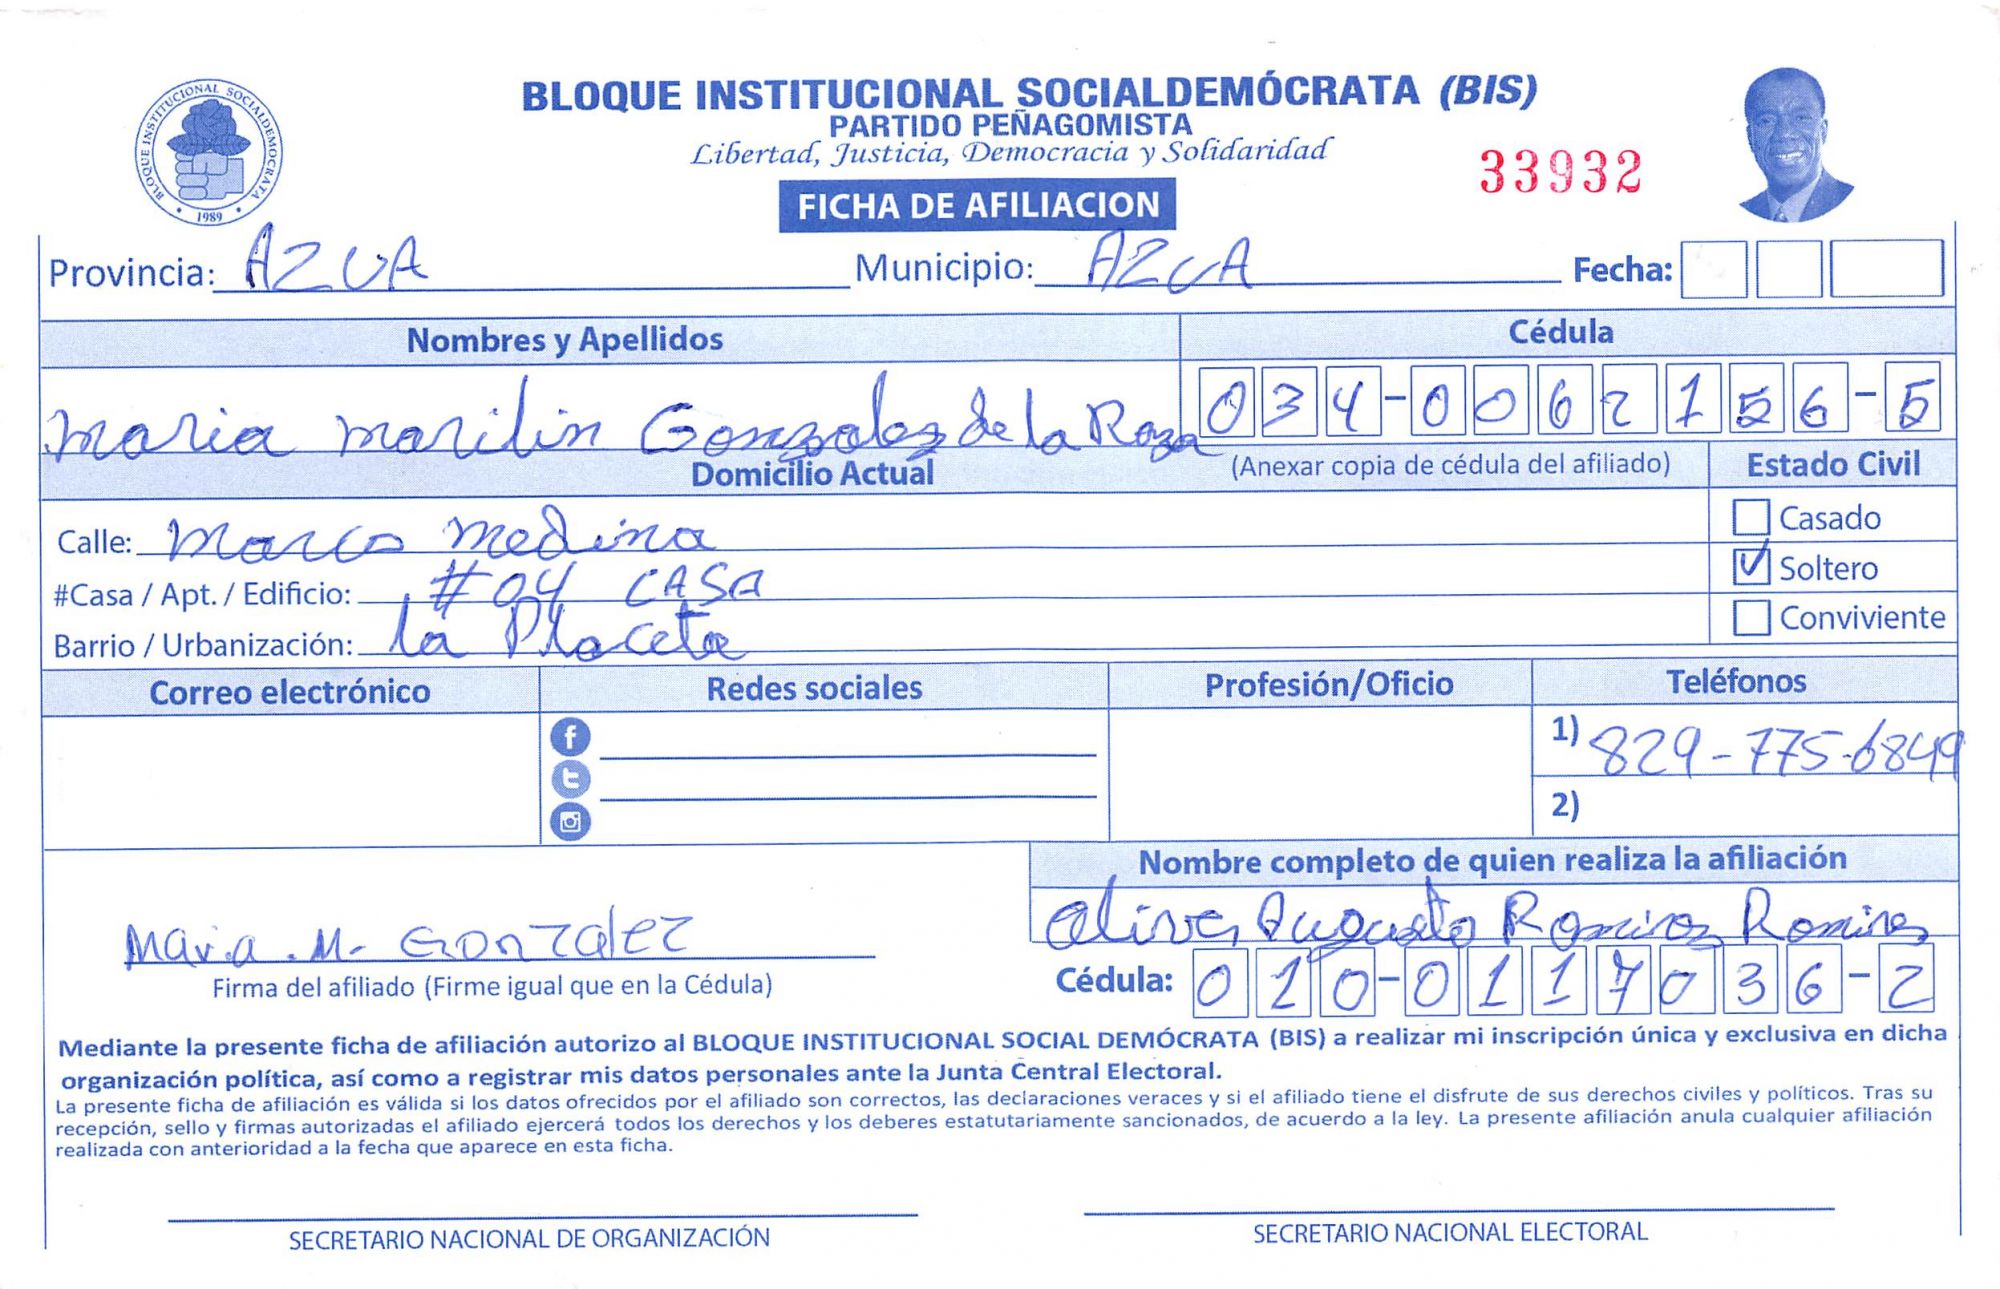 BLOQUE INSTITUCIONAL SOCIALDEMÓCRATA (BIS)
PARTIDO PEÑAGOMISTA
Libertad, Justicia, Democracia y Solidaridad
BLOQUE INSTITUCIONAL SOCIALDEMOCRATA
• 1989 •
33932
FICHA DE AFILIACION
Provincia: AZUA Municipio: AZUA Fecha:
Nombres y Apellidos Cédula
Maria Marilin Gonzalez de la Roza 034-0062156-5
Domicilio Actual (Anexar copia de cédula del afiliado) Estado Civil
Calle: Marco Medina Casado
#Casa / Apt. / Edificio: #04 CASA Soltero
Barrio / Urbanización: la Placeta Conviviente
Correo electrónico Redes sociales Profesión/Oficio Teléfonos
1) 829-775-6849
2)
Nombre completo de quien realiza la afiliación
Augusto Ramirez Ramirez
Maria. M. GonzalEz
Firma del afiliado (Firme igual que en la Cédula) Cédula: 010-0117036-2
Mediante la presente ficha de afiliación autorizo al BLOQUE INSTITUCIONAL SOCIAL DEMÓCRATA (BIS) a realizar mi inscripción única y exclusiva en dicha
organización política, así como a registrar mis datos personales ante la Junta Central Electoral.
La presente ficha de afiliación es válida si los datos ofrecidos por el afiliado son correctos, las declaraciones veraces y si el afiliado tiene el disfrute de sus derechos civiles y políticos. Tras su
recepción, sello y firmas autorizadas el afiliado ejercerá todos los derechos y los deberes estatutariamente sancionados, de acuerdo a la ley. La presente afiliación anula cualquier afiliación
realizada con anterioridad a la fecha que aparece en esta ficha.
SECRETARIO NACIONAL DE ORGANIZACIÓN SECRETARIO NACIONAL ELECTORAL